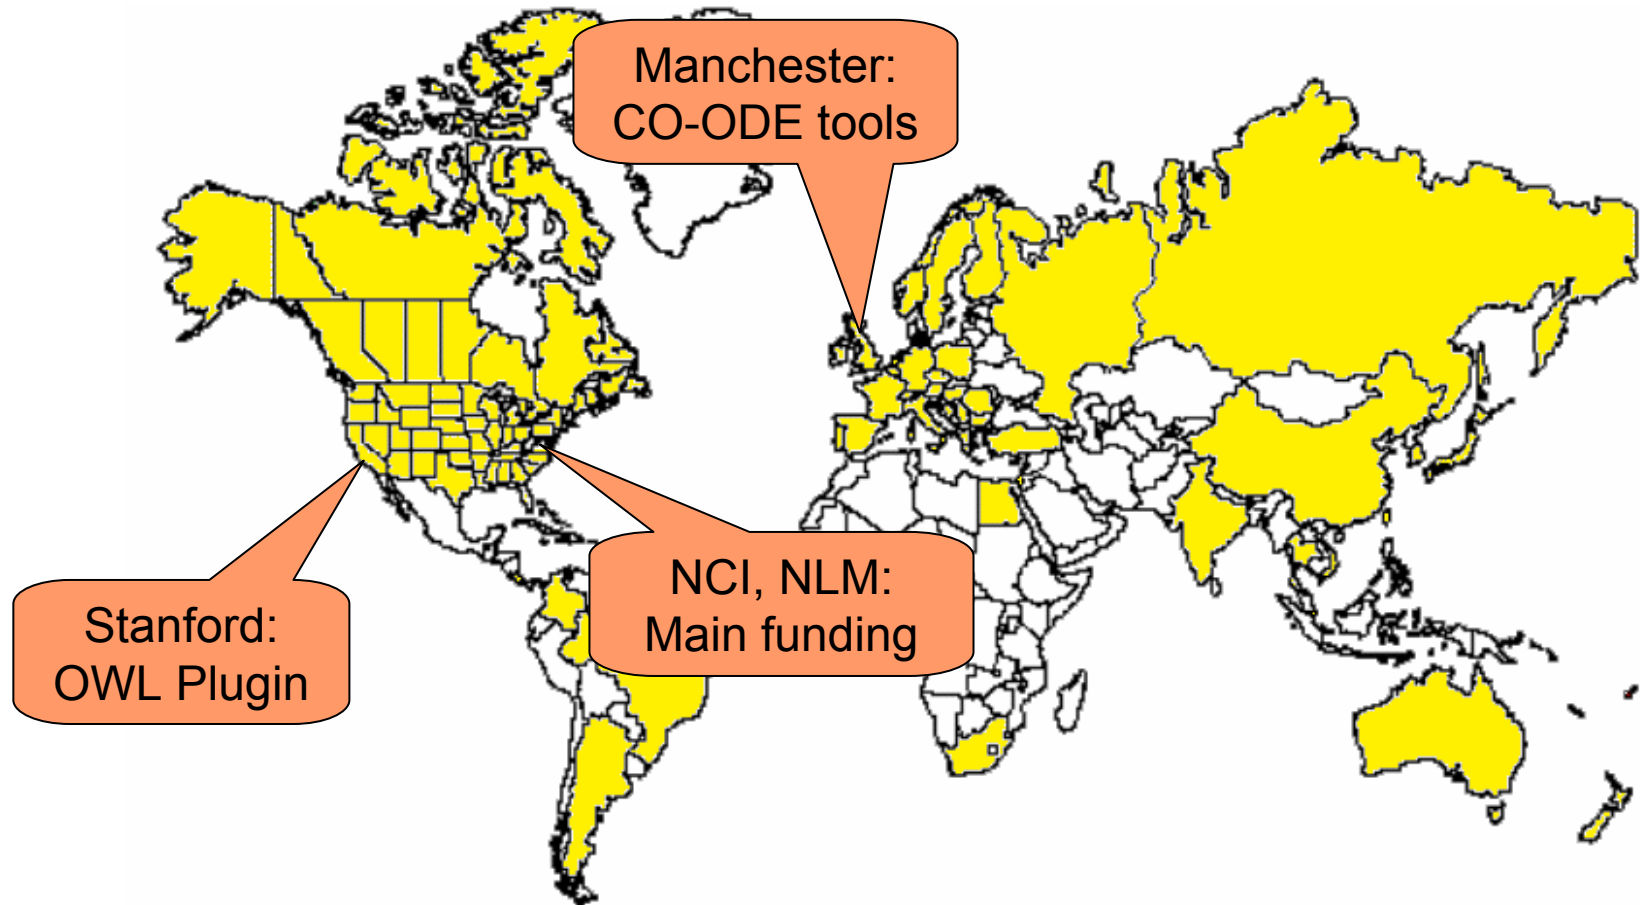 Manchester:
CO-ODE tools
NCI, NLM:
Main funding
Stanford:
OWL Plugin